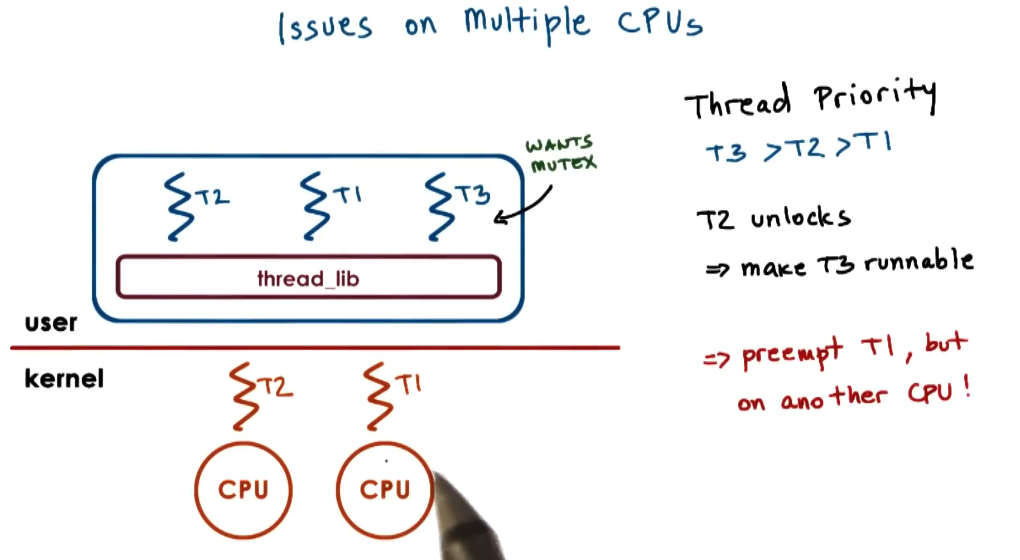 Issues on Multiple CPUs
Thread Priority
T3 > T2 > T1
WANTS
MUTEX
T2 T1 T3
thread_lib
T2 unlocks
⇒ make T3 runnable
user
kernel
⇒ preempt T1, but
on another CPU!
T2 T1
CPU CPU